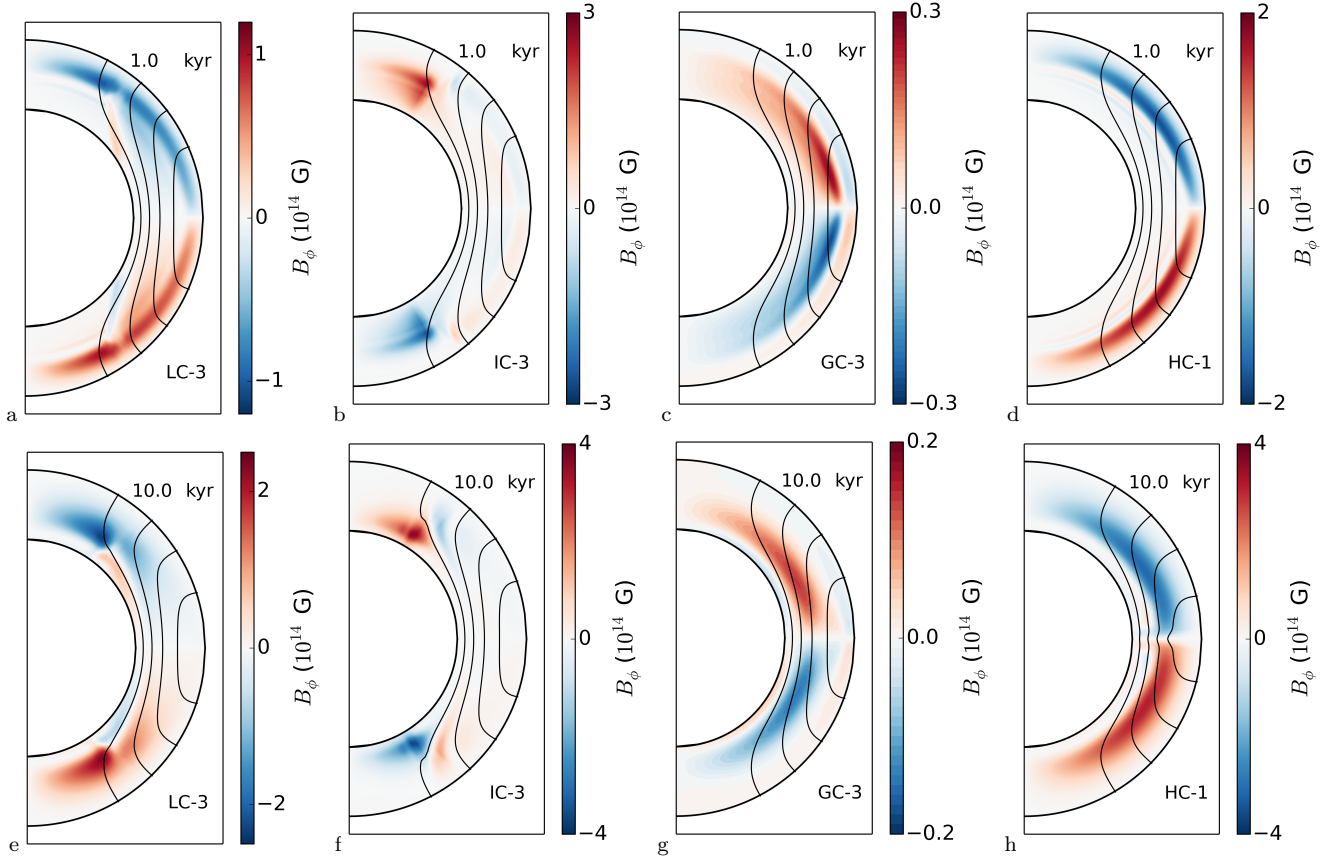 1.0 kyr
1
0
−1
B_ϕ (10^14 G)
LC-3
a
1.0 kyr
3
0
−3
B_ϕ (10^14 G)
IC-3
b
1.0 kyr
0.3
0.0
−0.3
B_ϕ (10^14 G)
GC-3
c
1.0 kyr
2
0
−2
B_ϕ (10^14 G)
HC-1
d
10.0 kyr
2
0
−2
B_ϕ (10^14 G)
LC-3
e
10.0 kyr
4
0
−4
B_ϕ (10^14 G)
IC-3
f
10.0 kyr
0.2
0.0
−0.2
B_ϕ (10^14 G)
GC-3
g
10.0 kyr
4
0
−4
B_ϕ (10^14 G)
HC-1
h